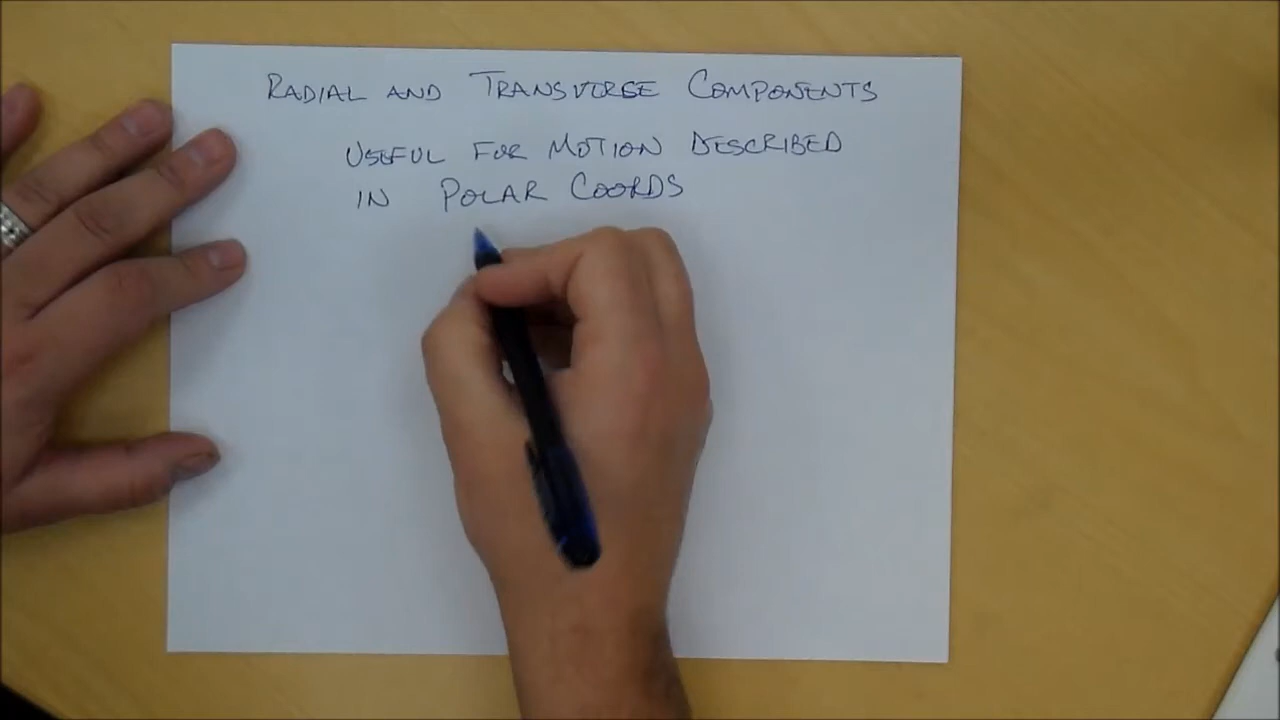 RADIAL AND TRANSVERSE COMPONENTS
USEFUL FOR MOTION DESCRIBED
IN POLAR COORDS